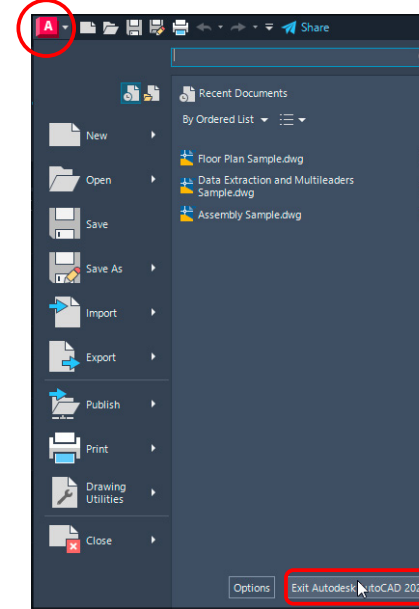 A
Share
Recent Documents
By Ordered List
New
Floor Plan Sample.dwg
Open
Data Extraction and Multileaders
Sample.dwg
Assembly Sample.dwg
Save
Save As
Import
Export
Publish
Print
Drawing
Utilities
Close
Options
Exit Autodesk AutoCAD